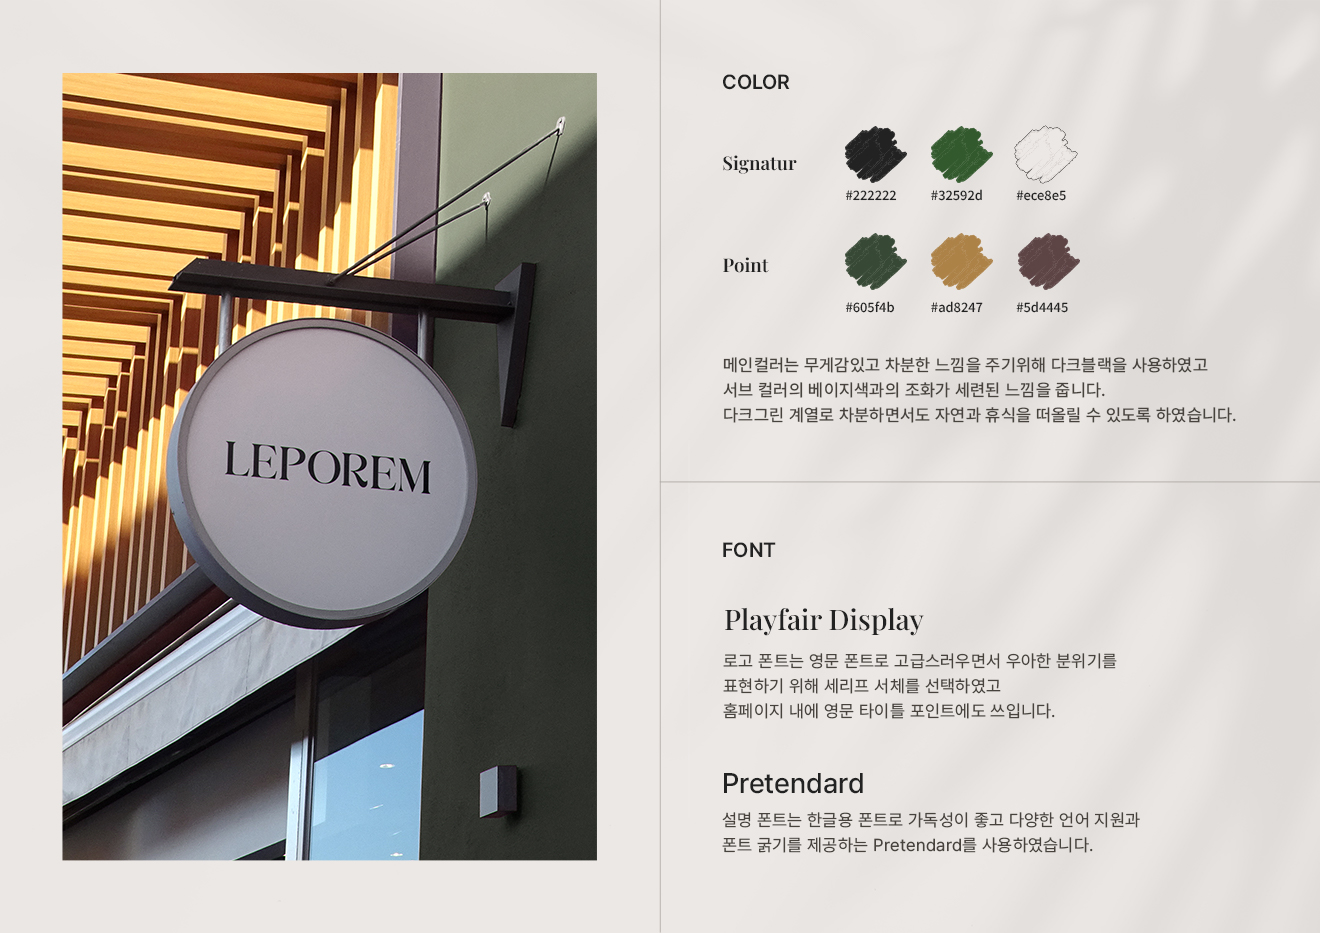 LEPOREM
COLOR
Signatur
#222222 #32592d #ece8e5
Point
#605f4b #ad8247 #5d4445
메인컬러는 무게감있고 차분한 느낌을 주기위해 다크블랙을 사용하였고
서브 컬러의 베이지색과의 조화가 세련된 느낌을 줍니다.
다크그린 계열로 차분하면서도 자연과 휴식을 떠올릴 수 있도록 하였습니다.
FONT
Playfair Display
로고 폰트는 영문 폰트로 고급스러우면서 우아한 분위기를
표현하기 위해 세리프 서체를 선택하였고
홈페이지 내에 영문 타이틀 포인트에도 쓰입니다.
Pretendard
설명 폰트는 한글용 폰트로 가독성이 좋고 다양한 언어 지원과
폰트 굵기를 제공하는 Pretendard를 사용하였습니다.